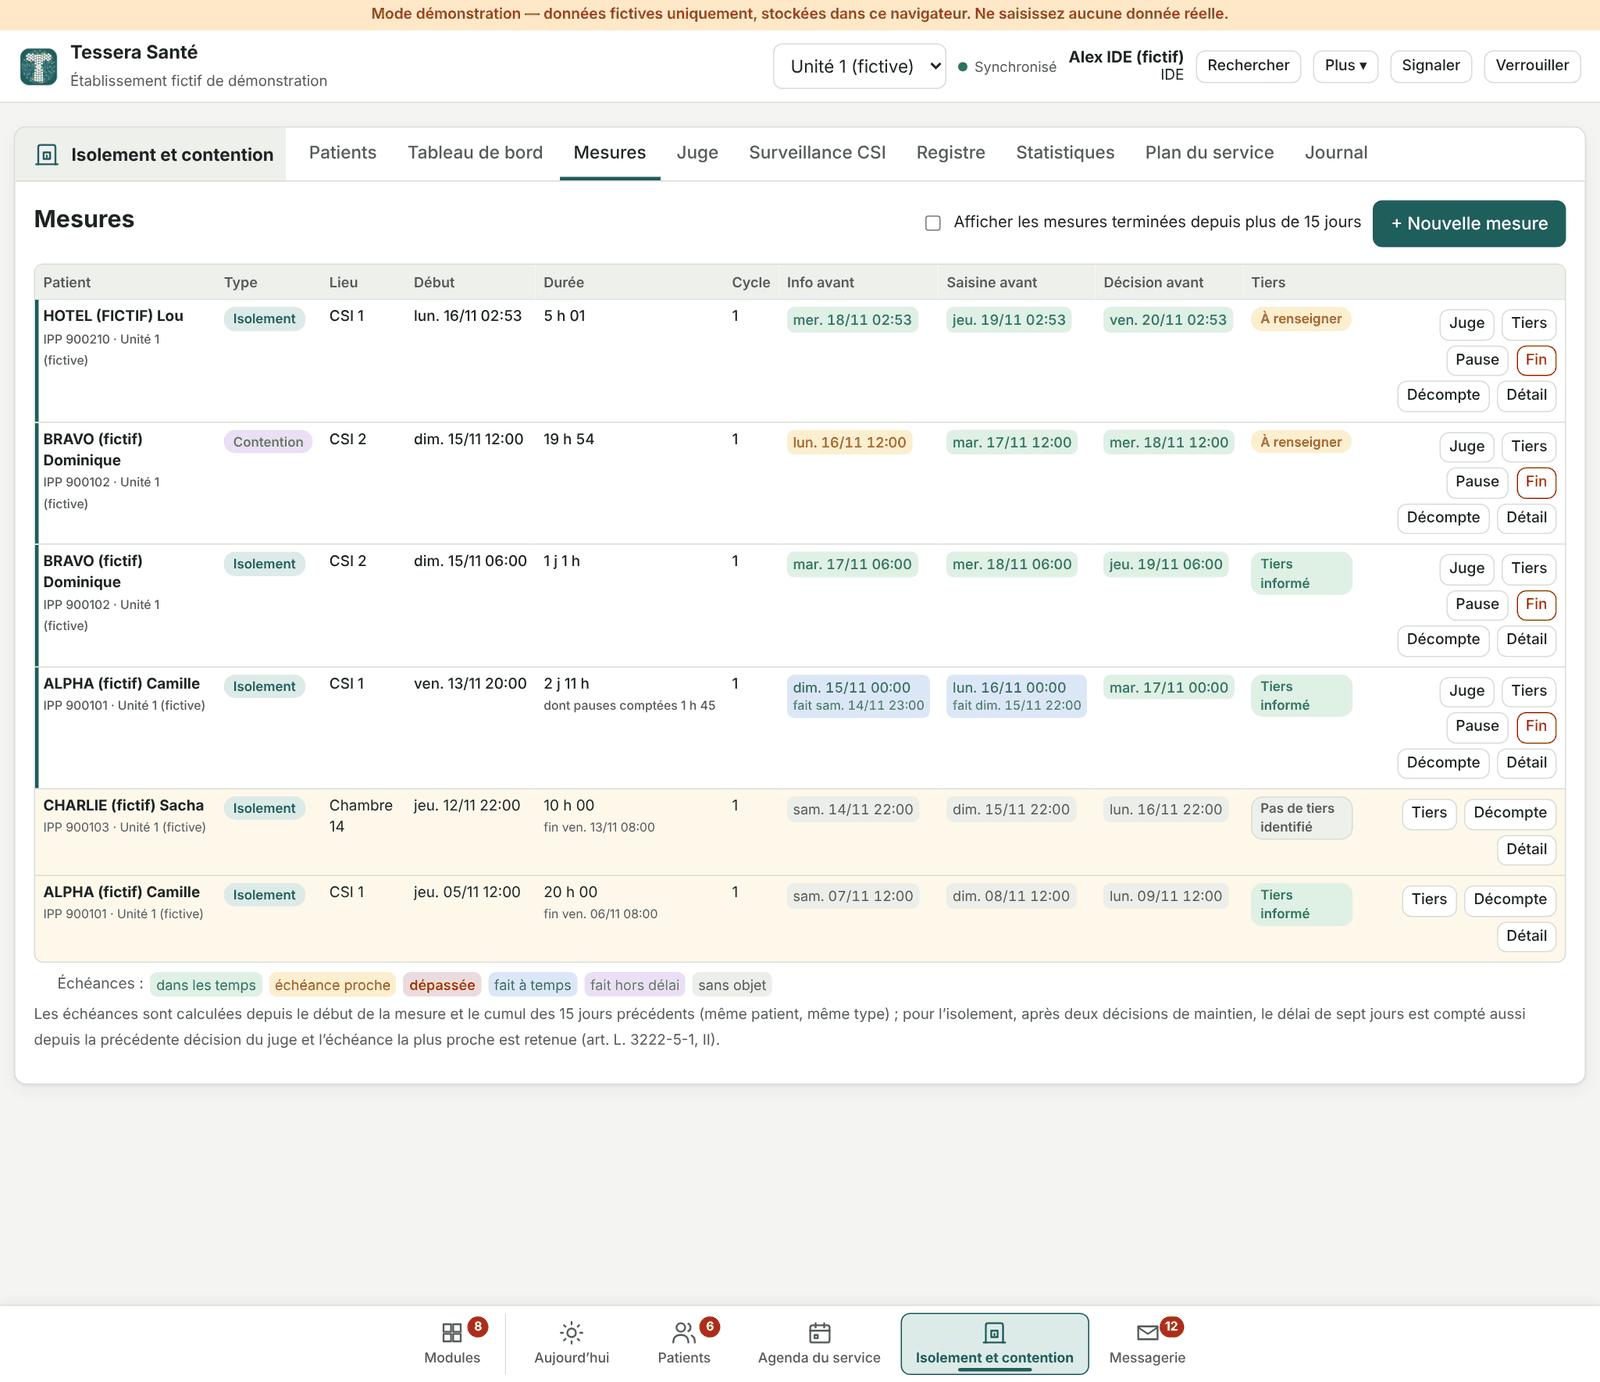 Mode démonstration — données fictives uniquement, stockées dans ce navigateur. Ne saisissez aucune donnée réelle.
Tessera Santé
Établissement fictif de démonstration
Unité 1 (fictive)
Synchronisé
Alex IDE (fictif)
IDE
Rechercher
Plus ▾
Signaler
Verrouiller
Isolement et contention
Patients
Tableau de bord
Mesures
Juge
Surveillance CSI
Registre
Statistiques
Plan du service
Journal
Mesures
Afficher les mesures terminées depuis plus de 15 jours
+ Nouvelle mesure
Patient Type Lieu Début Durée Cycle Info avant Saisine avant Décision avant Tiers
HOTEL (FICTIF) Lou Isolement CSI 1 lun. 16/11 02:53 5 h 01 1 mer. 18/11 02:53 jeu. 19/11 02:53 ven. 20/11 02:53 À renseigner Juge Tiers
IPP 900210 · Unité 1
(fictive)
Pause Fin
Décompte Détail
BRAVO (fictif) Contention CSI 2 dim. 15/11 12:00 19 h 54 1 lun. 16/11 12:00 mar. 17/11 12:00 mer. 18/11 12:00 À renseigner Juge Tiers
Dominique
IPP 900102 · Unité 1
(fictive)
Pause Fin
Décompte Détail
BRAVO (fictif) Isolement CSI 2 dim. 15/11 06:00 1 j 1 h 1 mar. 17/11 06:00 mer. 18/11 06:00 jeu. 19/11 06:00 Tiers informé Juge Tiers
Dominique
IPP 900102 · Unité 1
(fictive)
Pause Fin
Décompte Détail
ALPHA (fictif) Camille Isolement CSI 1 ven. 13/11 20:00 2 j 11 h 1 dim. 15/11 00:00 lun. 16/11 00:00 mar. 17/11 00:00 Tiers informé Juge Tiers
IPP 900101 · Unité 1 (fictive) dont pauses comptées 1 h 45 fait sam. 14/11 23:00 fait dim. 15/11 22:00
Pause Fin
Décompte Détail
CHARLIE (fictif) Sacha Isolement Chambre 14 jeu. 12/11 22:00 10 h 00 1 sam. 14/11 22:00 dim. 15/11 22:00 lun. 16/11 22:00 Pas de tiers identifié Tiers Décompte
IPP 900103 · Unité 1 (fictive) fin ven. 13/11 08:00
Détail
ALPHA (fictif) Camille Isolement CSI 1 jeu. 05/11 12:00 20 h 00 1 sam. 07/11 12:00 dim. 08/11 12:00 lun. 09/11 12:00 Tiers informé Tiers Décompte
IPP 900101 · Unité 1 (fictive) fin ven. 06/11 08:00
Détail
Échéances : dans les temps échéance proche dépassée fait à temps fait hors délai sans objet
Les échéances sont calculées depuis le début de la mesure et le cumul des 15 jours précédents (même patient, même type) ; pour l’isolement, après deux décisions de maintien, le délai de sept jours est compté aussi
depuis la précédente décision du juge et l’échéance la plus proche est retenue (art. L. 3222-5-1, II).
8
Modules
Aujourd’hui
6
Patients
Agenda du service
Isolement et contention
12
Messagerie